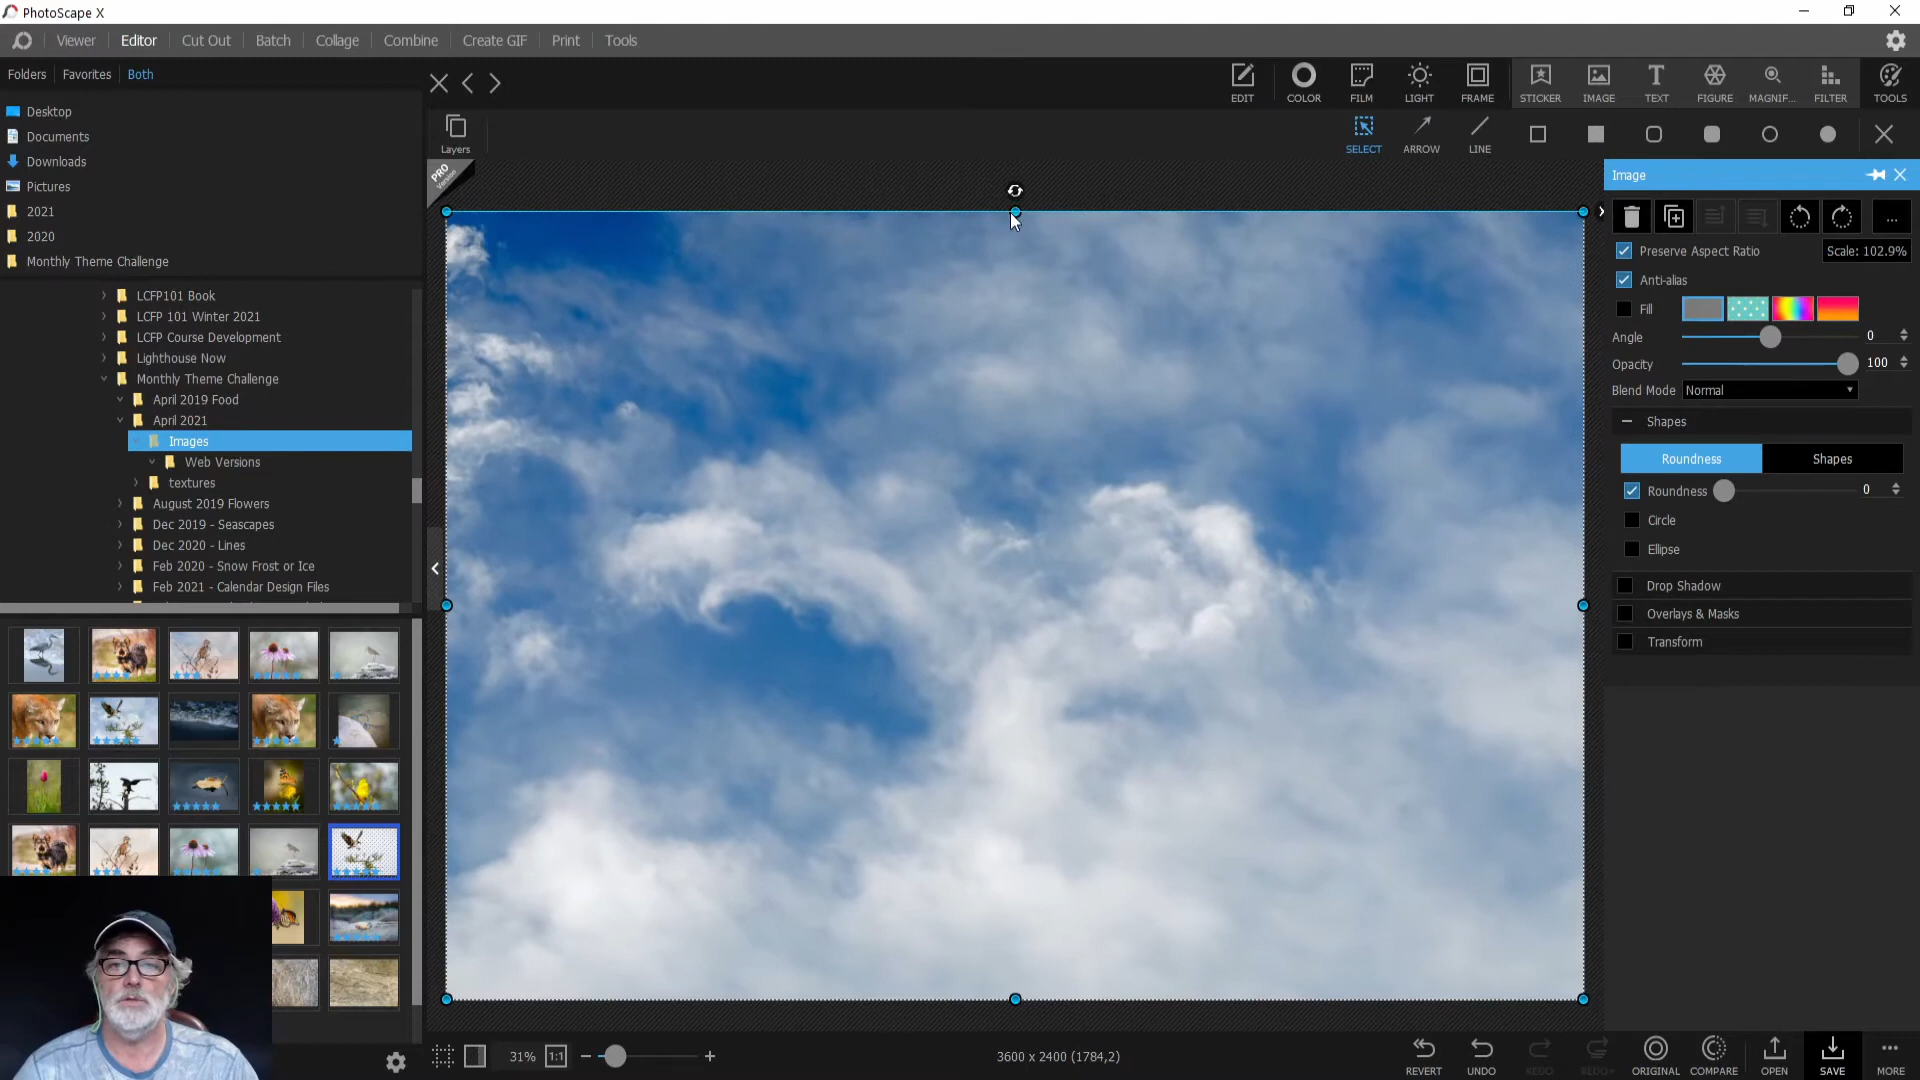 PhotoScape X
Viewer
Editor
Cut Out
Batch
Collage
Combine
Create GIF
Print
Tools
Folders
Favorites
Both
Desktop
Documents
Downloads
Pictures
2021
2020
Monthly Theme Challenge
LCFP101 Book
LCFP 101 Winter 2021
LCFP Course Development
Lighthouse Now
Monthly Theme Challenge
April 2019 Food
April 2021
Images
Web Versions
textures
August 2019 Flowers
Dec 2019 - Seascapes
Dec 2020 - Lines
Feb 2020 - Snow Frost or Ice
Feb 2021 - Calendar Design Files
EDIT
COLOR
FILM
LIGHT
FRAME
STICKER
IMAGE
TEXT
FIGURE
MAGNIF...
FILTER
TOOLS
Layers
SELECT
ARROW
LINE
PRO
Version
Image
...
Preserve Aspect Ratio
Scale: 102.9%
Anti-alias
Fill
Angle
0
Opacity
100
Blend Mode
Normal
Shapes
Roundness
Shapes
Roundness
0
Circle
Ellipse
Drop Shadow
Overlays & Masks
Transform
31%
1:1
3600 x 2400 (1784,2)
REVERT
UNDO
REDO
REDO+
ORIGINAL
COMPARE
OPEN
SAVE
MORE